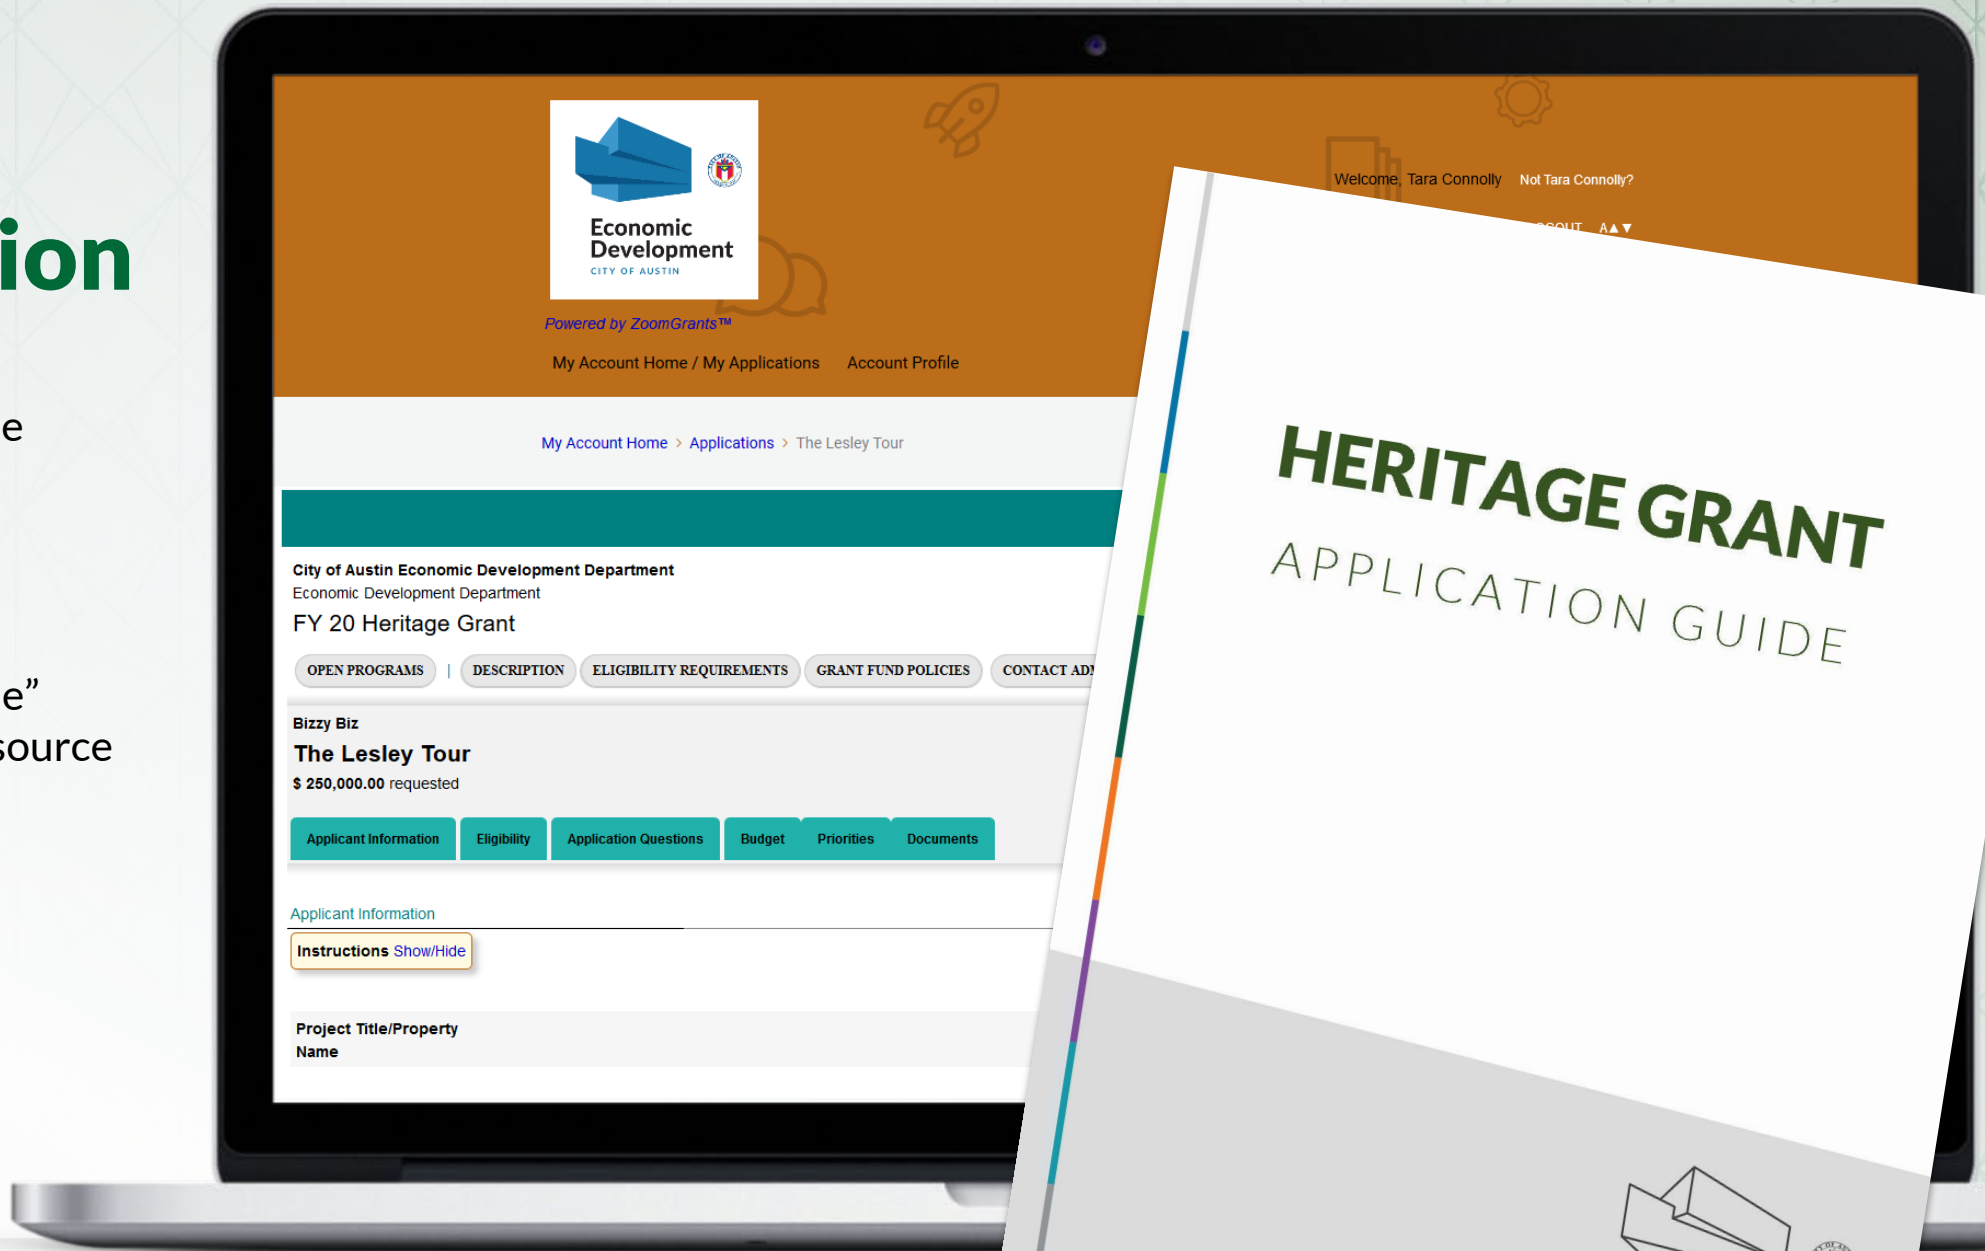 ion
e
e”
source
Economic
Development
CITY OF AUSTIN
Powered by ZoomGrants™
Welcome, Tara Connolly Not Tara Connolly?
A▲▼
My Account Home / My Applications Account Profile
My Account Home > Applications > The Lesley Tour
City of Austin Economic Development Department
Economic Development Department
FY 20 Heritage Grant
OPEN PROGRAMS | DESCRIPTION ELIGIBILITY REQUIREMENTS GRANT FUND POLICIES CONTACT AD
Bizzy Biz
The Lesley Tour
$ 250,000.00 requested
Applicant Information Eligibility Application Questions Budget Priorities Documents
Applicant Information
Instructions Show/Hide
Project Title/Property
Name
HERITAGE GRANT
APPLICATION GUIDE